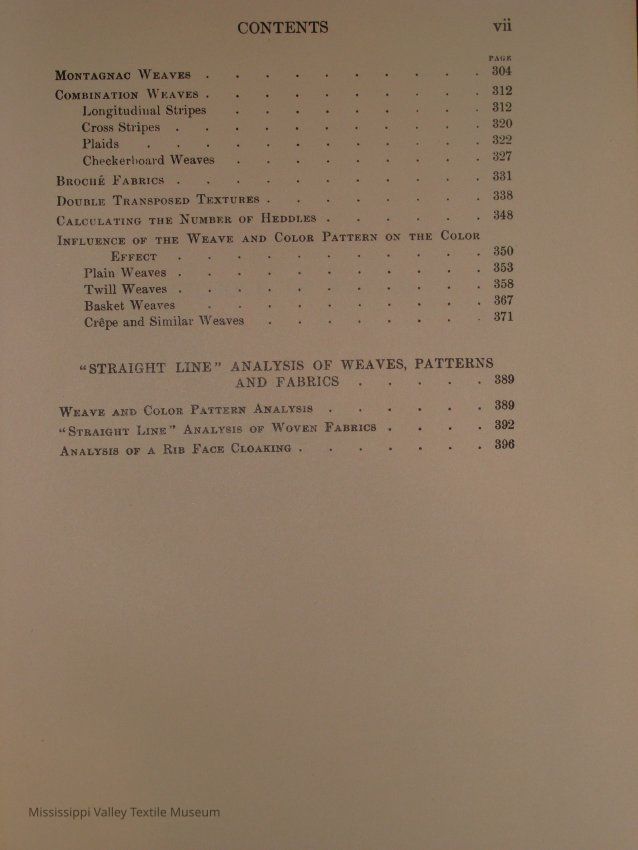 CONTENTS vii
PAGE
MONTAGNAC WEAVES . . . . . . . . . . 304
COMBINATION WEAVES . . . . . . . . . . 312
Longitudinal Stripes . . . . . . . . . 312
Cross Stripes . . . . . . . . . . . 320
Plaids . . . . . . . . . . . . 322
Checkerboard Weaves . . . . . . . . . 327
BROCHÉ FABRICS . . . . . . . . . . . 331
DOUBLE TRANSPOSED TEXTURES . . . . . . . . 338
CALCULATING THE NUMBER OF HEDDLES . . . . . . 348
INFLUENCE OF THE WEAVE AND COLOR PATTERN ON THE COLOR
EFFECT . . . . . . . . . . . 350
Plain Weaves . . . . . . . . . . . 353
Twill Weaves . . . . . . . . . . . 358
Basket Weaves . . . . . . . . . . 367
Crêpe and Similar Weaves . . . . . . . . 371
“STRAIGHT LINE” ANALYSIS OF WEAVES, PATTERNS
AND FABRICS . . . . . 389
WEAVE AND COLOR PATTERN ANALYSIS . . . . . . 389
“STRAIGHT LINE” ANALYSIS OF WOVEN FABRICS . . . . 392
ANALYSIS OF A RIB FACE CLOAKING . . . . . . . 396
Mississippi Valley Textile Museum